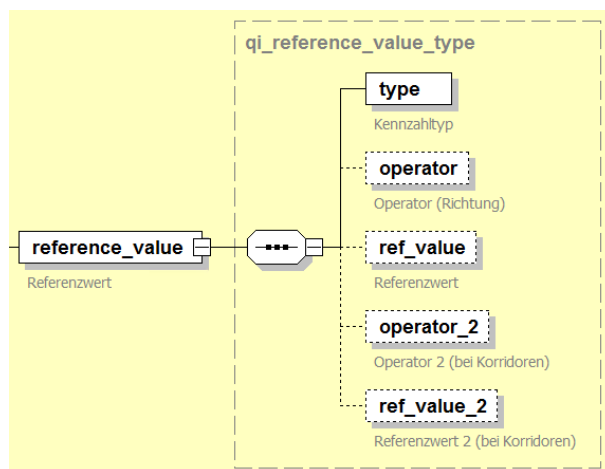 qi_reference_value_type
type
Kennzahltyp
operator
Operator (Richtung)
reference_value
Referenzwert
ref_value
Referenzwert
operator_2
Operator 2 (bei Korridoren)
ref_value_2
Referenzwert 2 (bei Korridoren)